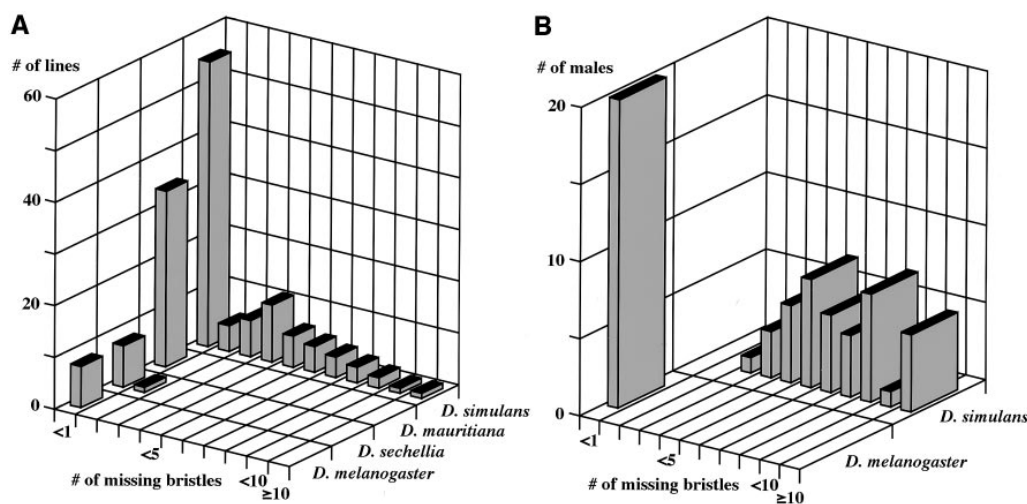 A
# of lines
60
40
20
0
<1
<5
<10
≥10
# of missing bristles
D. simulans
D. mauritiana
D. sechellia
D. melanogaster
B
# of males
20
10
0
<1
<5
<10
≥10
# of missing bristles
D. simulans
D. melanogaster